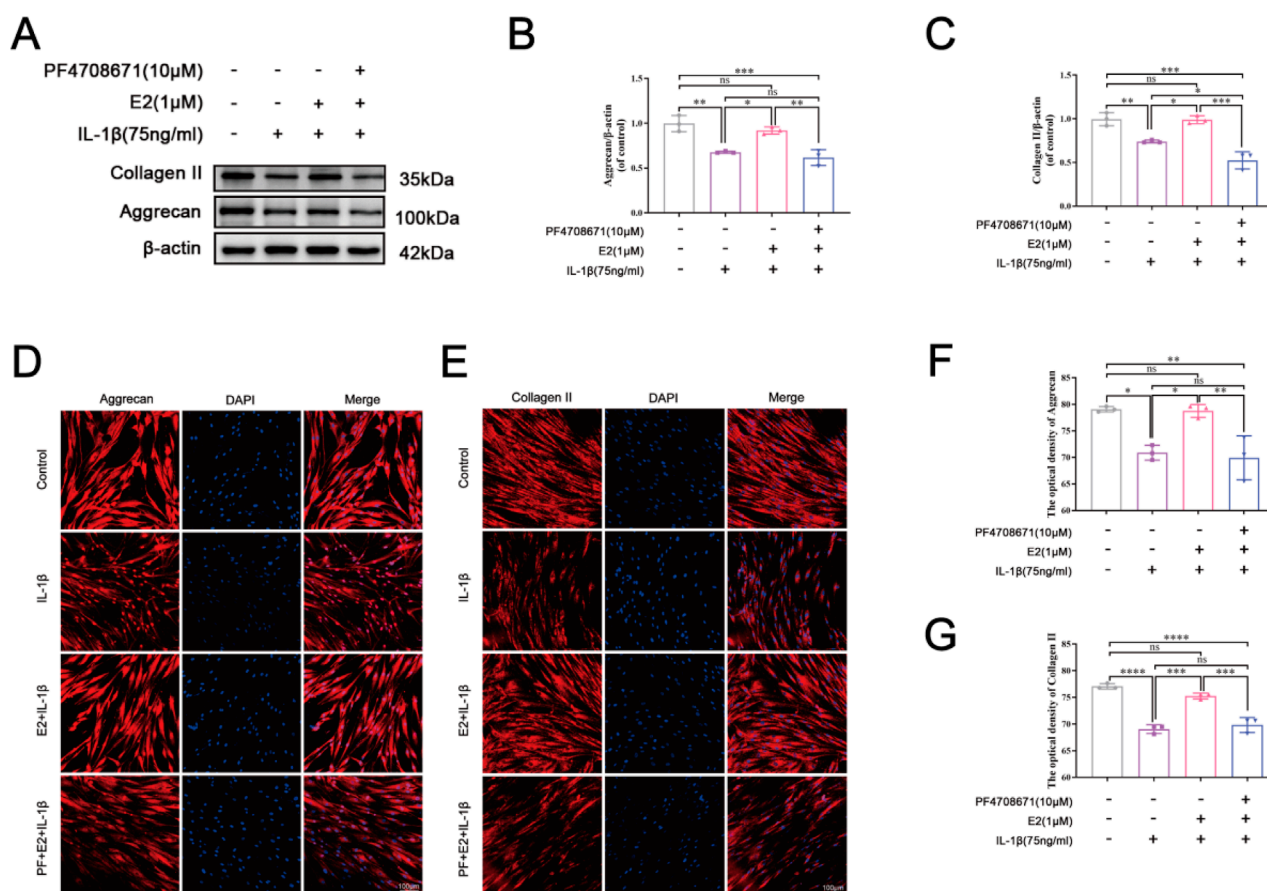 A
PF4708671(10μM) - - - +
E2(1μM) - - + +
IL-1β(75ng/ml) - + + +
Collagen II 35kDa
Aggrecan 100kDa
β-actin 42kDa
B
Aggrecan/β-actin
(of control)
1.5
1.0
0.5
0.0
***
ns
ns
** * **
PF4708671(10μM) - - - +
E2(1μM) - - + +
IL-1β(75ng/ml) - + + +
C
Collagen II/β-actin
(of control)
1.5
1.0
0.5
0.0
***
ns
*
** * ***
PF4708671(10μM) - - - +
E2(1μM) - - + +
IL-1β(75ng/ml) - + + +
D
Aggrecan DAPI Merge
Control
IL-1β
E2+IL-1β
PF+E2+IL-1β
100μm
E
Collagen II DAPI Merge
Control
IL-1β
E2+IL-1β
PF+E2+IL-1β
100μm
F
The optical density of Aggrecan
85
80
75
70
65
60
**
ns
ns
* * **
PF4708671(10μM) - - - +
E2(1μM) - - + +
IL-1β(75ng/ml) - + + +
G
The optical density of Collagen II
85
80
75
70
65
60
****
ns
ns
**** *** ***
PF4708671(10μM) - - - +
E2(1μM) - - + +
IL-1β(75ng/ml) - + + +